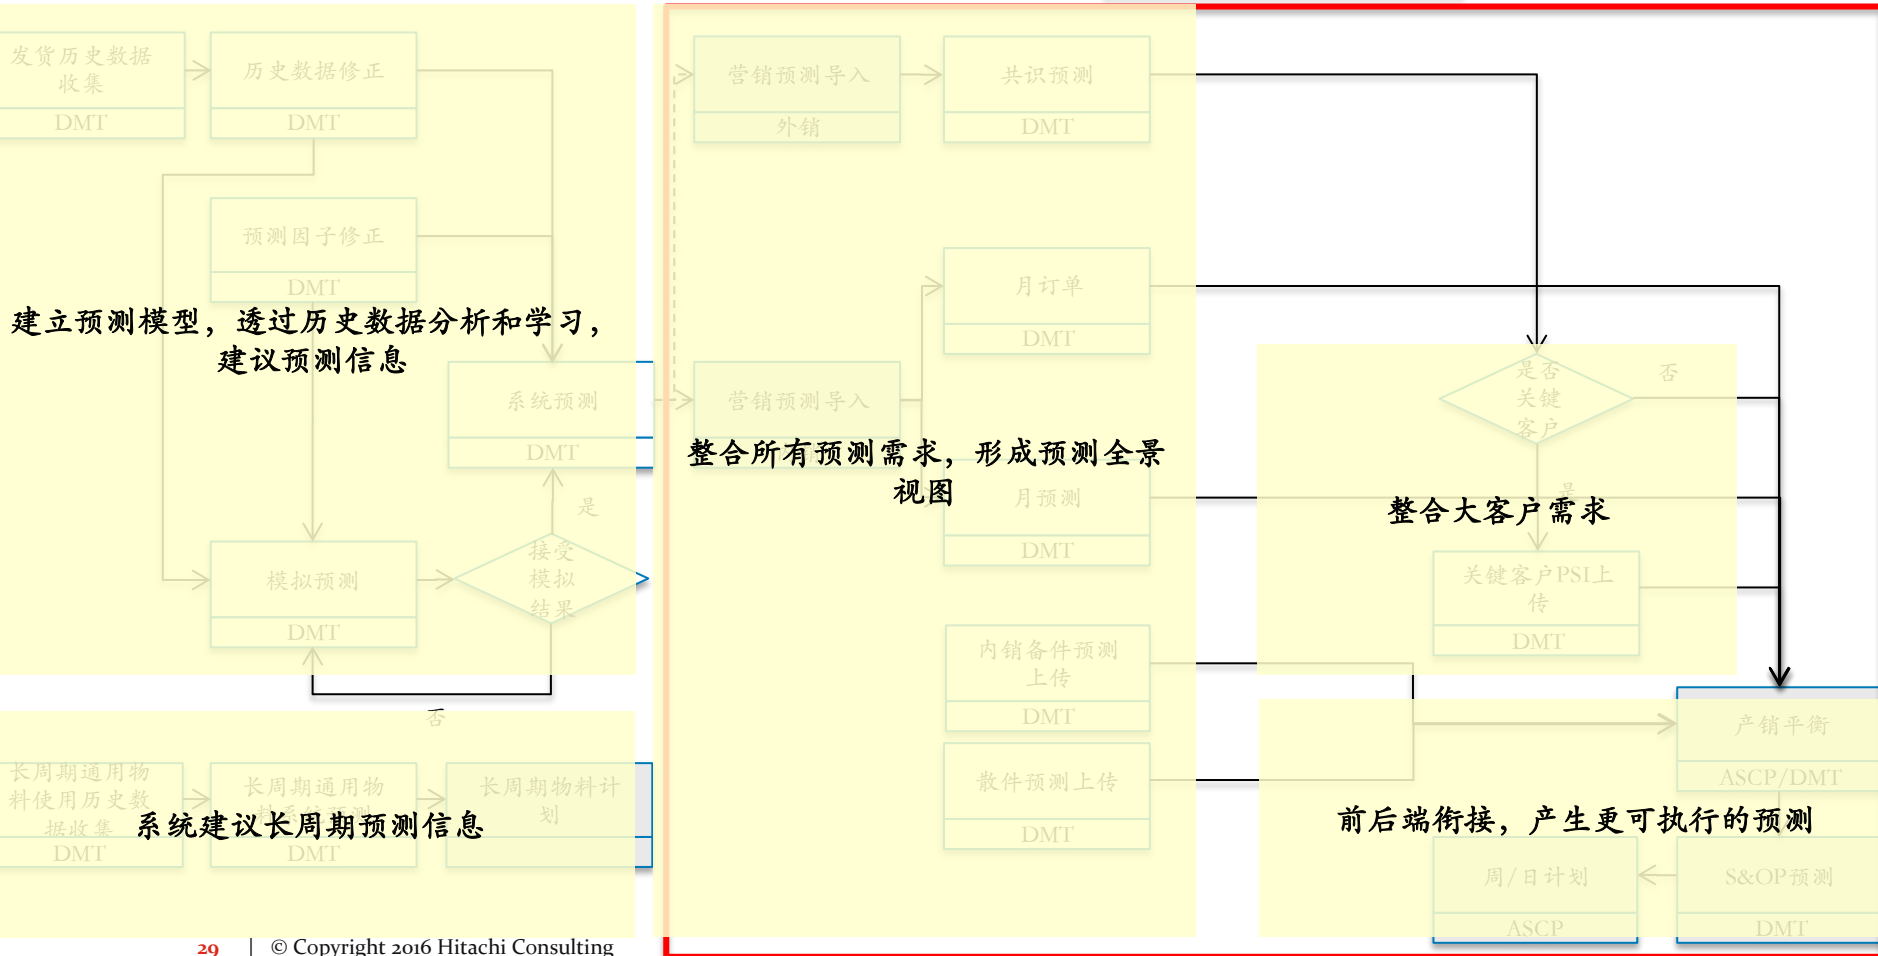 发货历史数据
收集
DMT
历史数据修正
DMT
预测因子修正
DMT
建立预测模型，透过历史数据分析和学习，
建议预测信息
系统预测
DMT
是
模拟预测
DMT
接受
模拟
结果
否
长周期通用物
料使用历史数
据收集
DMT
长周期通用物
料系统预测
DMT
长周期物料计
划
系统建议长周期预测信息
营销预测导入
外销
共识预测
DMT
月订单
DMT
营销预测导入
整合所有预测需求，形成预测全景
视图
月预测
DMT
内销备件预测
上传
DMT
散件预测上传
DMT
是否
关键
客户
否
是
整合大客户需求
关键客户PSI上
传
DMT
产销平衡
ASCP/DMT
前后端衔接，产生更可执行的预测
周/日计划
ASCP
S&OP预测
DMT
29 | © Copyright 2016 Hitachi Consulting